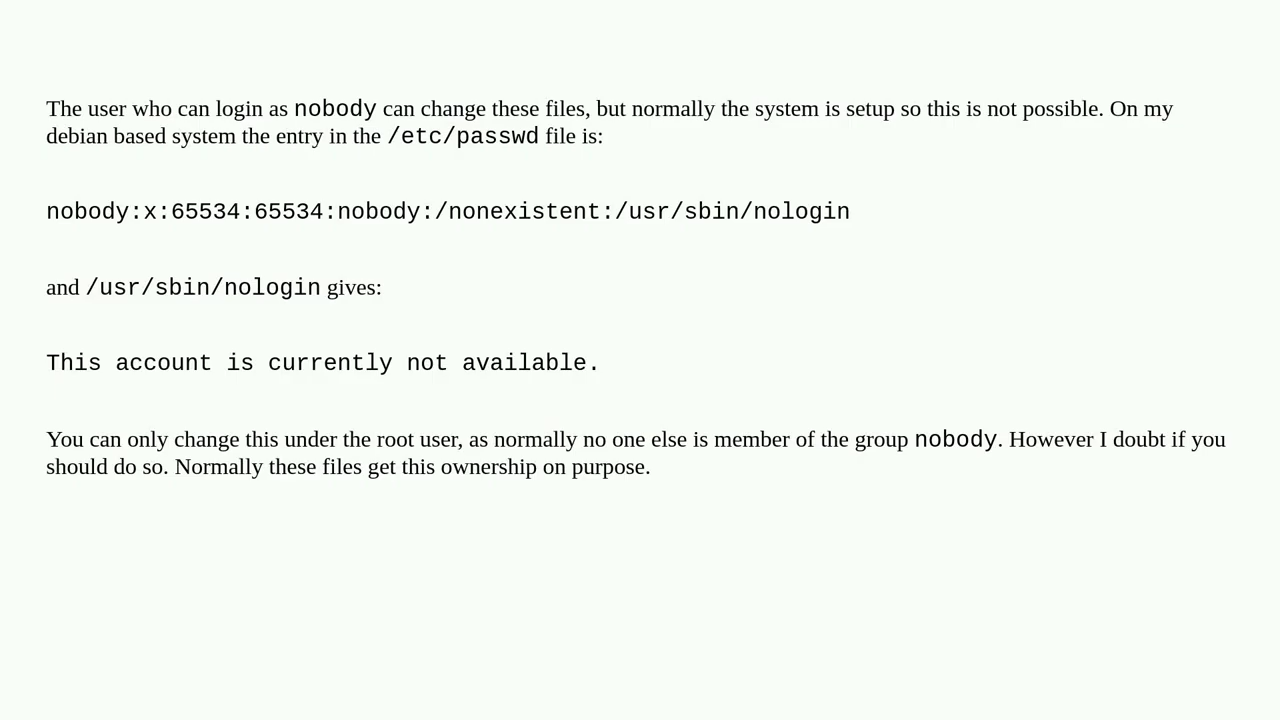 The user who can login as nobody can change these files, but normally the system is setup so this is not possible. On my
debian based system the entry in the /etc/passwd file is:
nobody:x:65534:65534:nobody:/nonexistent:/usr/sbin/nologin
and /usr/sbin/nologin gives:
This account is currently not available.
You can only change this under the root user, as normally no one else is member of the group nobody. However I doubt if you
should do so. Normally these files get this ownership on purpose.